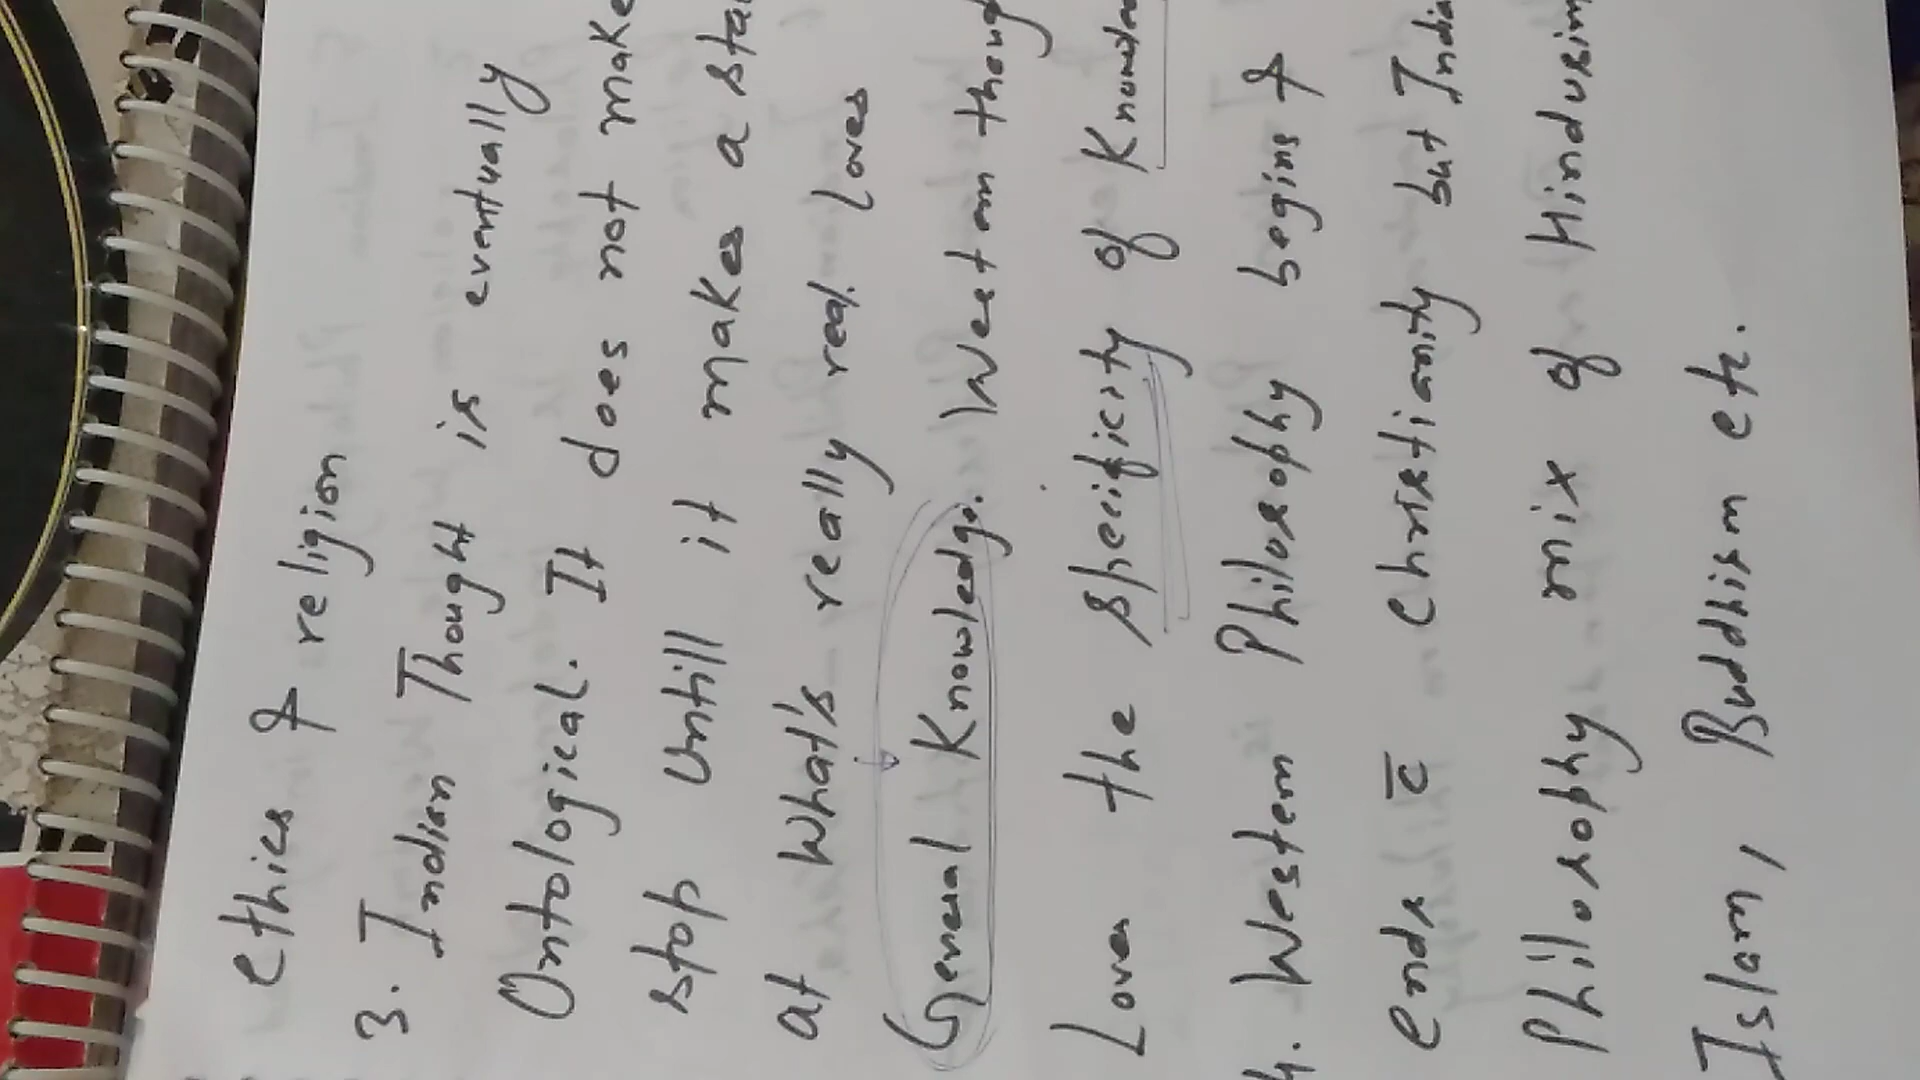 ethics & religion
3. Indian Thought is eventually
Ontological. It does not make
stop untill it makes a
at What's really real. Loves
General Knowledge. Western
Loves the specificity of
4. Western Philosophy begins &
ends c̄ Christianity but
Philosophy mix of
Islam, Buddhism etc.